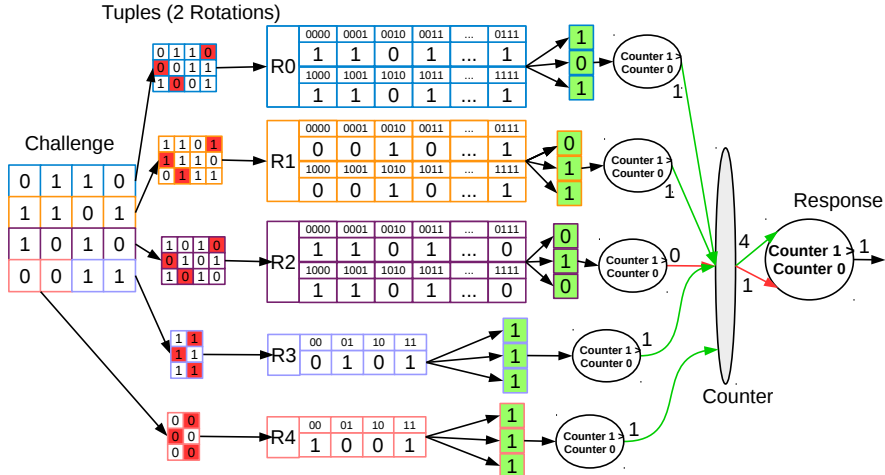 Tuples (2 Rotations)
0 1 1 0
0 0 1 1
1 0 0 1
R0
0000 0001 0010 0011 ... 0111
1 1 0 1 ... 1
1000 1001 1010 1011 ... 1111
1 1 0 1 ... 1
1
0
1
Counter 1 >
Counter 0
1
1 1 0 1
1 1 1 0
0 1 1 1
R1
0000 0001 0010 0011 ... 0111
0 0 1 0 ... 1
1000 1001 1010 1011 ... 1111
0 0 1 0 ... 1
0
1
1
Counter 1 >
Counter 0
1
Challenge
0 1 1 0
1 1 0 1
1 0 1 0
0 0 1 1
1 0 1 0
0 1 0 1
1 0 1 0
R2
0000 0001 0010 0011 ... 0111
1 1 0 1 ... 0
1000 1001 1010 1011 ... 1111
1 1 0 1 ... 0
0
1
0
Counter 1 >
Counter 0
0
1 1
1 1
1 1
R3
00 01 10 11
0 1 0 1
1
1
1
Counter 1 >
Counter 0
1
0 0
0 0
0 0
R4
00 01 10 11
1 0 0 1
1
1
1
Counter 1 >
Counter 0
1
Counter
4
1
Response
Counter 1 >
Counter 0
1